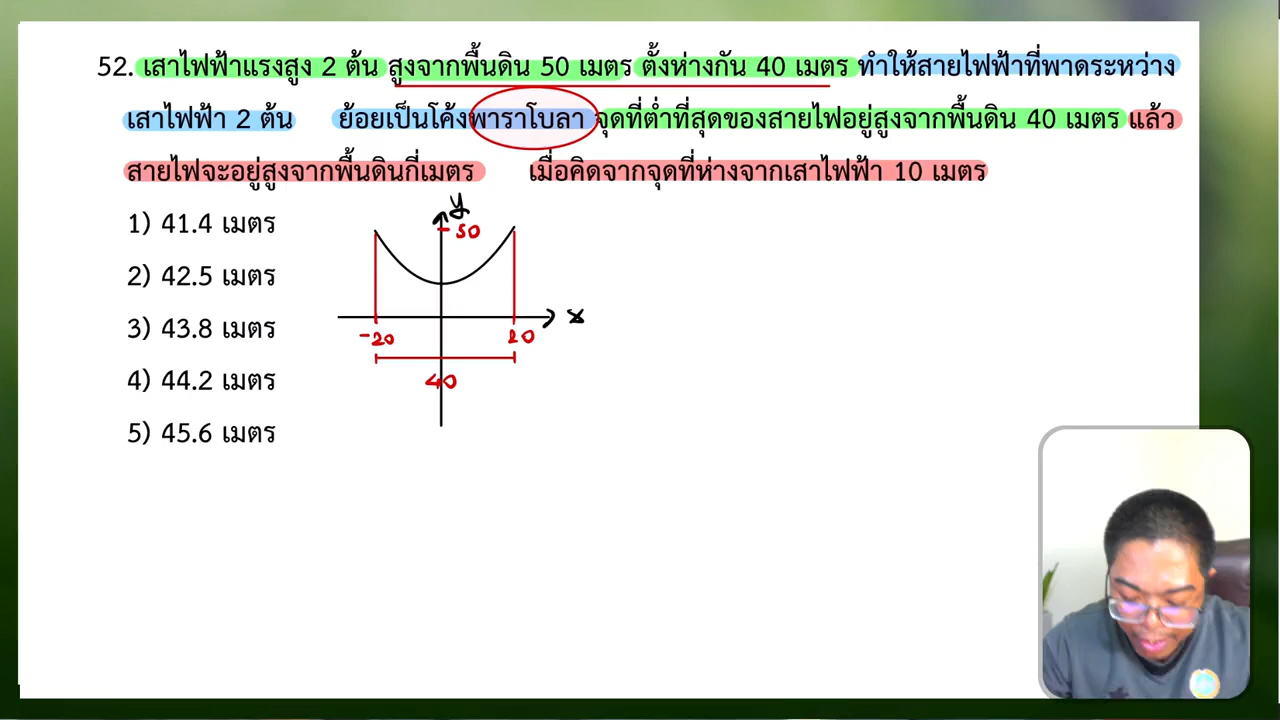 52. เสาไฟฟ้าแรงสูง 2 ต้น สูงจากพื้นดิน 50 เมตร ตั้งห่างกัน 40 เมตร ทำให้สายไฟฟ้าที่พาดระหว่าง
เสาไฟฟ้า 2 ต้น ย้อยเป็นโค้งพาราโบลา จุดที่ต่ำที่สุดของสายไฟอยู่สูงจากพื้นดิน 40 เมตร แล้ว
สายไฟจะอยู่สูงจากพื้นดินกี่เมตร เมื่อคิดจากจุดที่ห่างจากเสาไฟฟ้า 10 เมตร
1) 41.4 เมตร
2) 42.5 เมตร
3) 43.8 เมตร
4) 44.2 เมตร
5) 45.6 เมตร
y
50
x
-20 20
40